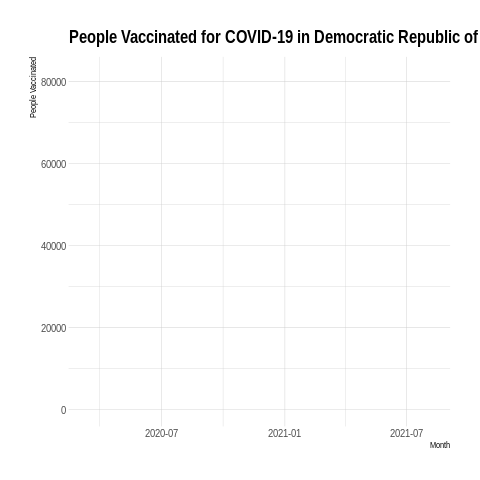 People Vaccinated for COVID-19 in Democratic Republic of
People Vaccinated
80000
60000
40000
20000
0
2020-07 2021-01 2021-07
Month